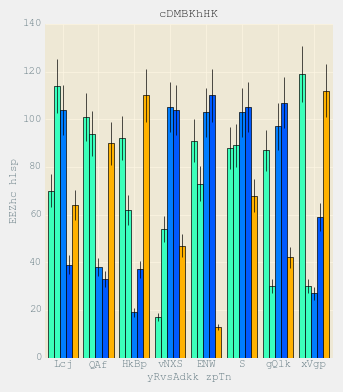 cDMBKhHK
140
120
100
80
60
40
20
0
EEZhc hlsp
Lcj QAf HkBp vNXS ENW S gQlk xVgp
yRvsAdkk zpTn